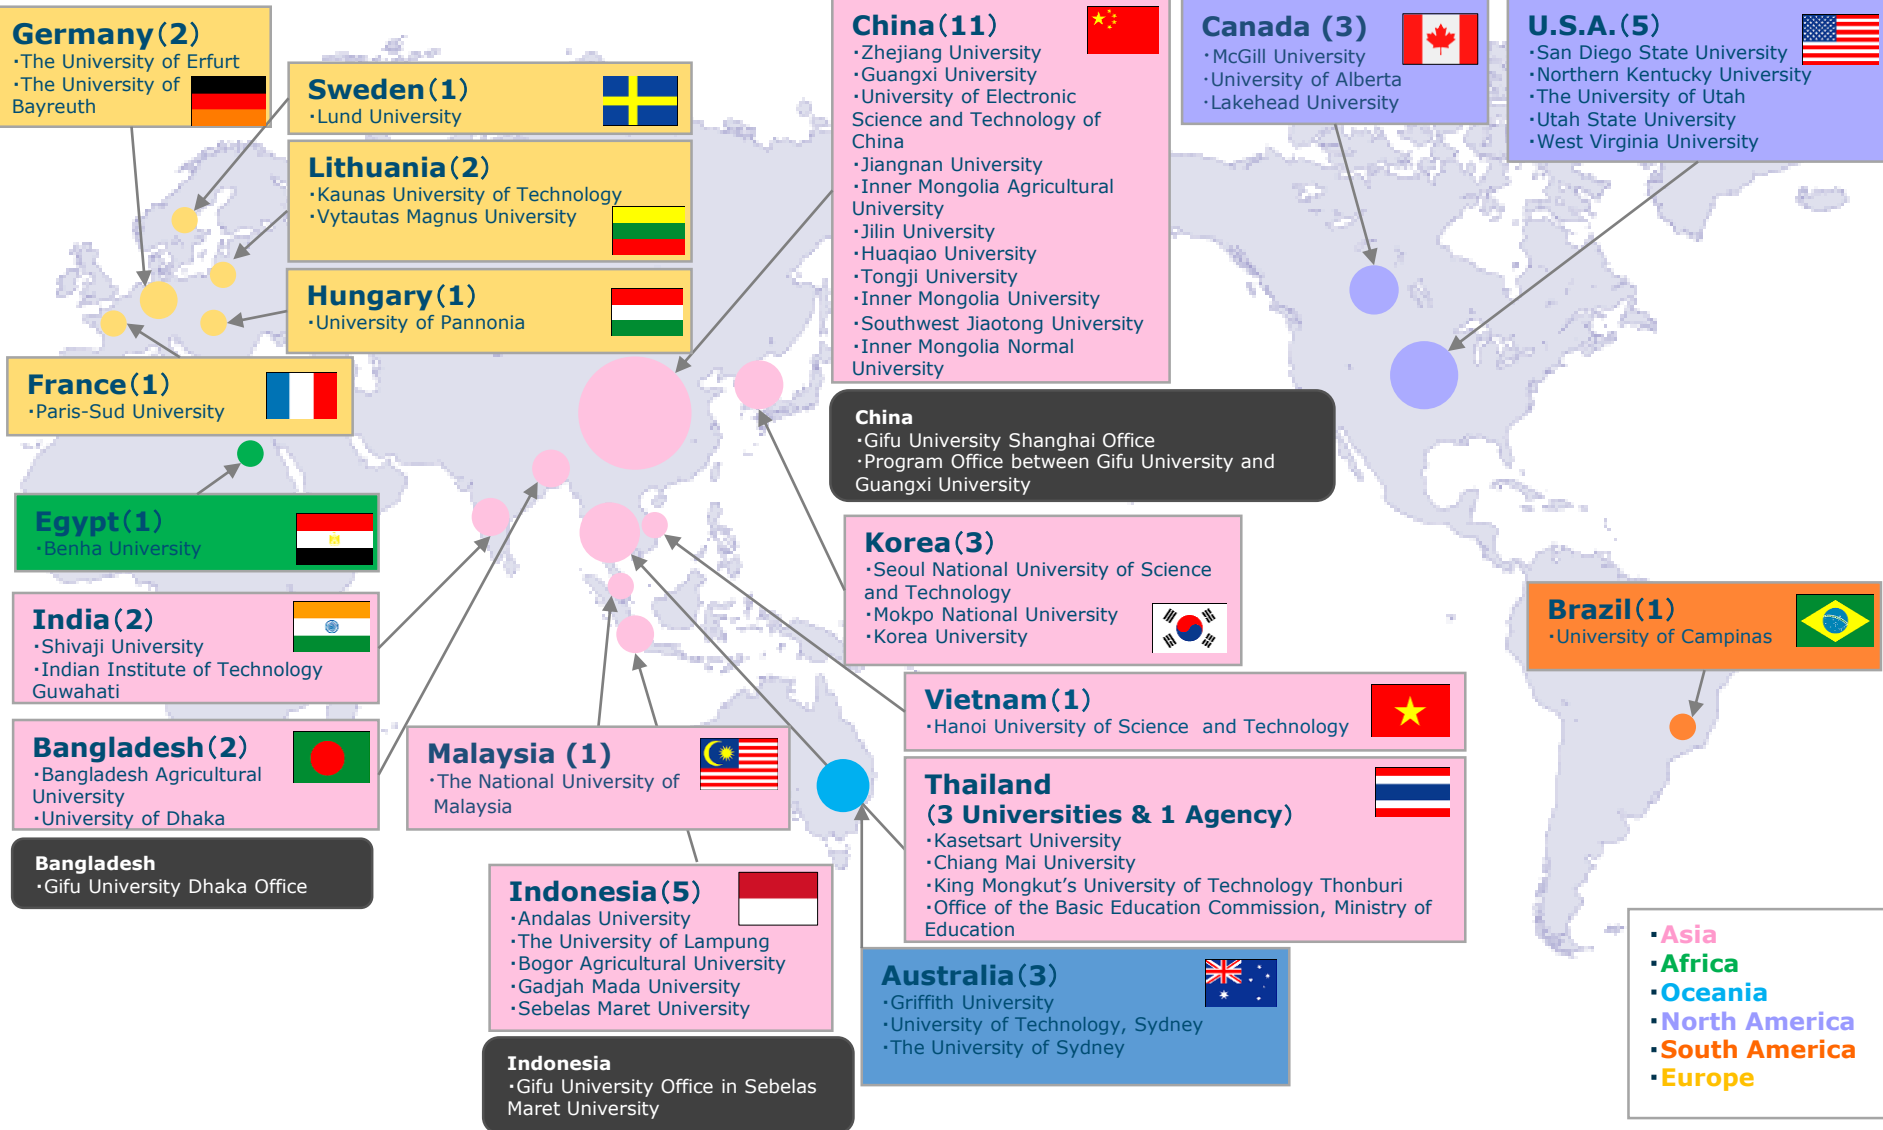 Germany(2)
・The University of Erfurt
・The University of
Bayreuth
Sweden(1)
・Lund University
Lithuania(2)
・Kaunas University of Technology
・Vytautas Magnus University
Hungary(1)
・University of Pannonia
France(1)
・Paris-Sud University
Egypt(1)
・Benha University
India(2)
・Shivaji University
・Indian Institute of Technology
Guwahati
Bangladesh(2)
・Bangladesh Agricultural
University
・University of Dhaka
Bangladesh
・Gifu University Dhaka Office
Malaysia (1)
・The National University of
Malaysia
Indonesia(5)
・Andalas University
・The University of Lampung
・Bogor Agricultural University
・Gadjah Mada University
・Sebelas Maret University
Indonesia
・Gifu University Office in Sebelas
Maret University
China(11)
・Zhejiang University
・Guangxi University
・University of Electronic
Science and Technology of
China
・Jiangnan University
・Inner Mongolia Agricultural
University
・Jilin University
・Huaqiao University
・Tongji University
・Inner Mongolia University
・Southwest Jiaotong University
・Inner Mongolia Normal
University
China
・Gifu University Shanghai Office
・Program Office between Gifu University and
Guangxi University
Korea(3)
・Seoul National University of Science
and Technology
・Mokpo National University
・Korea University
Vietnam(1)
・Hanoi University of Science  and Technology
Thailand
(3 Universities & 1 Agency)
・Kasetsart University
・Chiang Mai University
・King Mongkut’s University of Technology Thonburi
・Office of the Basic Education Commission, Ministry of
Education
Australia(3)
・Griffith University
・University of Technology, Sydney
・The University of Sydney
Canada (3)
・McGill University
・University of Alberta
・Lakehead University
U.S.A.(5)
・San Diego State University
・Northern Kentucky University
・The University of Utah
・Utah State University
・West Virginia University
Brazil(1)
・University of Campinas
・Asia
・Africa
・Oceania
・North America
・South America
・Europe